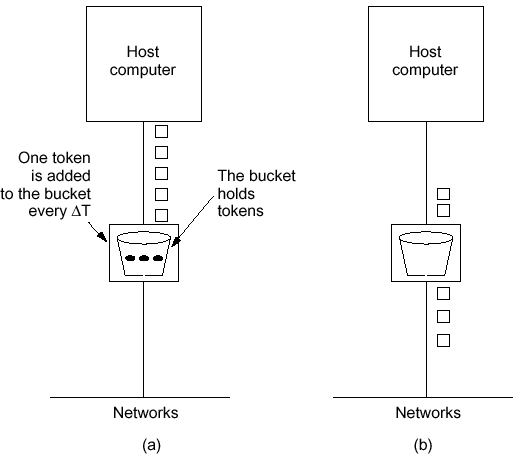 Host
computer
Host
computer
One token
is added
to the bucket
every ΔT
The bucket
holds
tokens
Networks
Networks
(a)
(b)